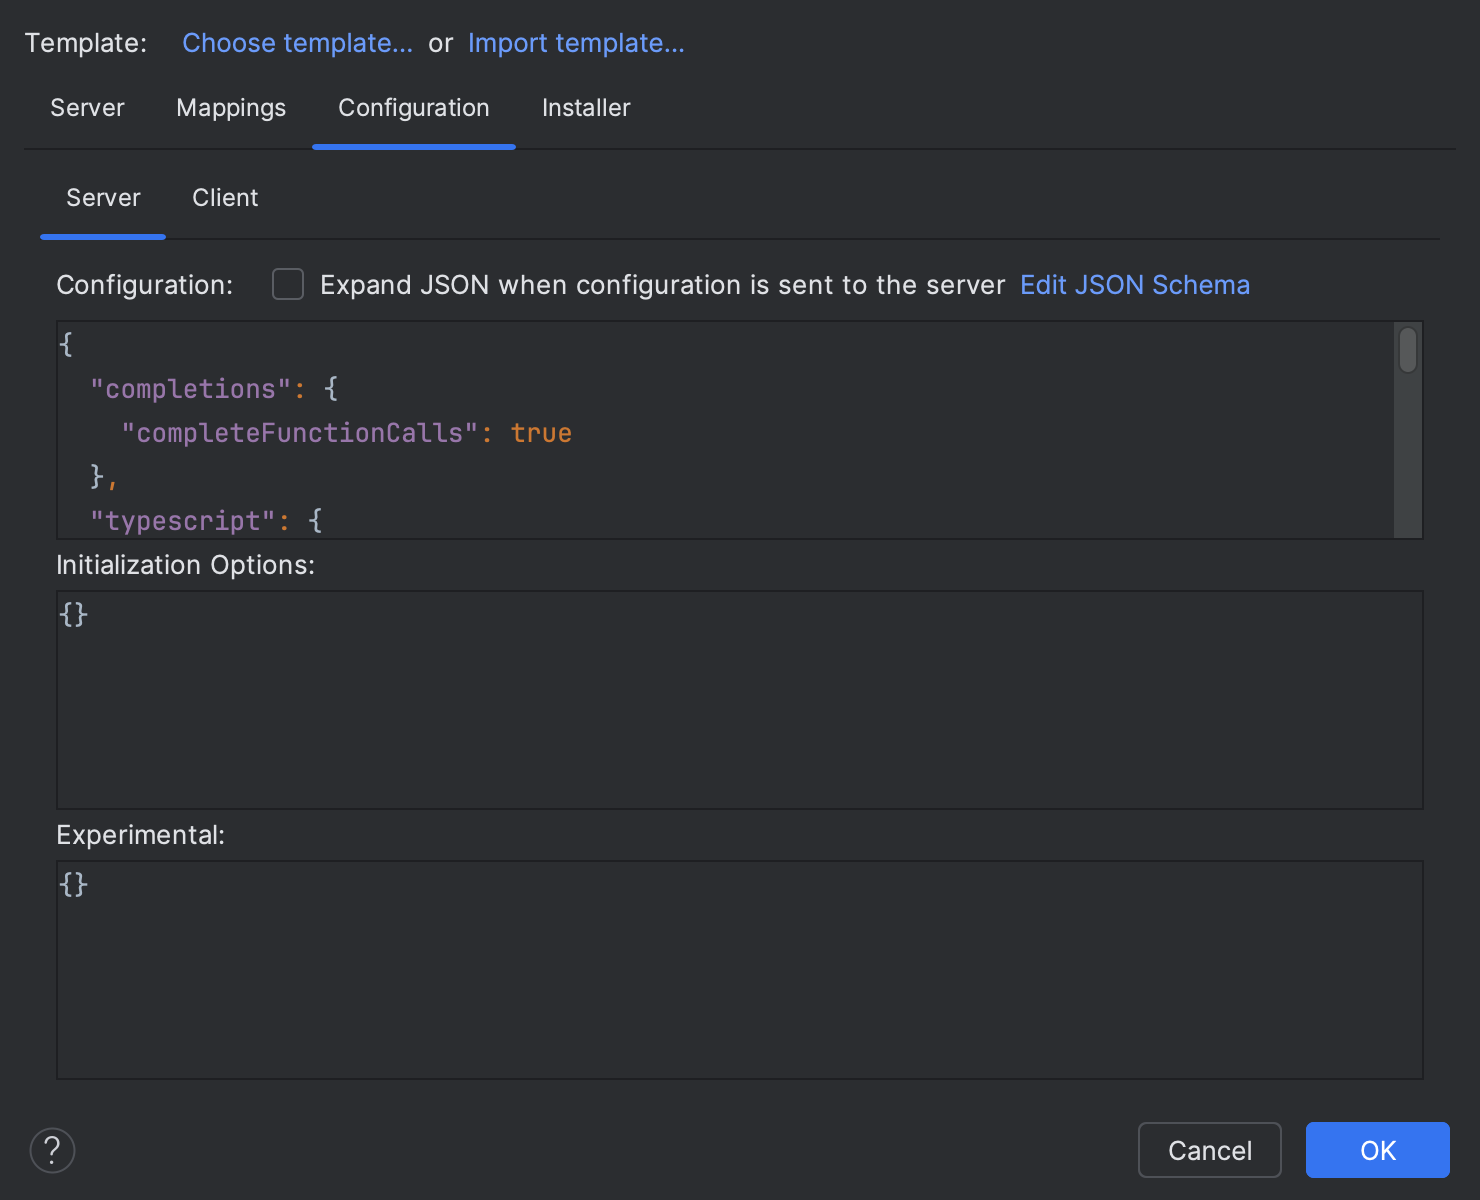 Template: Choose template... or Import template...
Server Mappings Configuration Installer
Server Client
Configuration: Expand JSON when configuration is sent to the server Edit JSON Schema
{
  "completions": {
    "completeFunctionCalls": true
  },
  "typescript": {
Initialization Options:
{}
Experimental:
{}
? Cancel OK